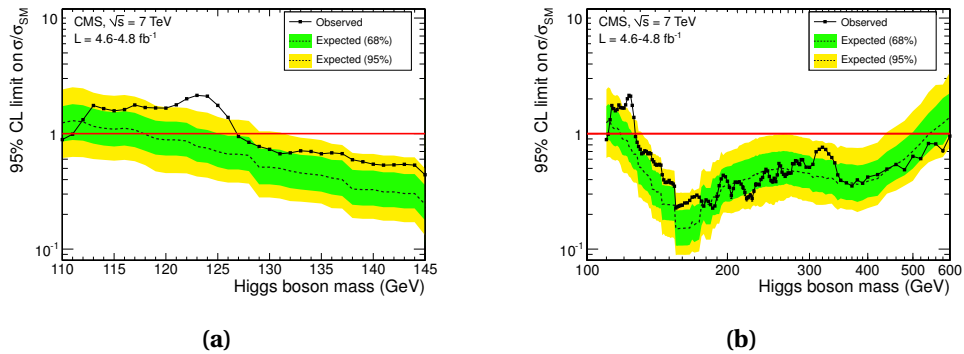 CMS, √s = 7 TeV
L = 4.6-4.8 fb⁻¹
Observed
Expected (68%)
Expected (95%)
95% CL limit on σ/σSM
10
1
10⁻¹
110 115 120 125 130 135 140 145
Higgs boson mass (GeV)
(a)
CMS, √s = 7 TeV
L = 4.6-4.8 fb⁻¹
Observed
Expected (68%)
Expected (95%)
95% CL limit on σ/σSM
10
1
10⁻¹
100 200 300 400 500 600
Higgs boson mass (GeV)
(b)